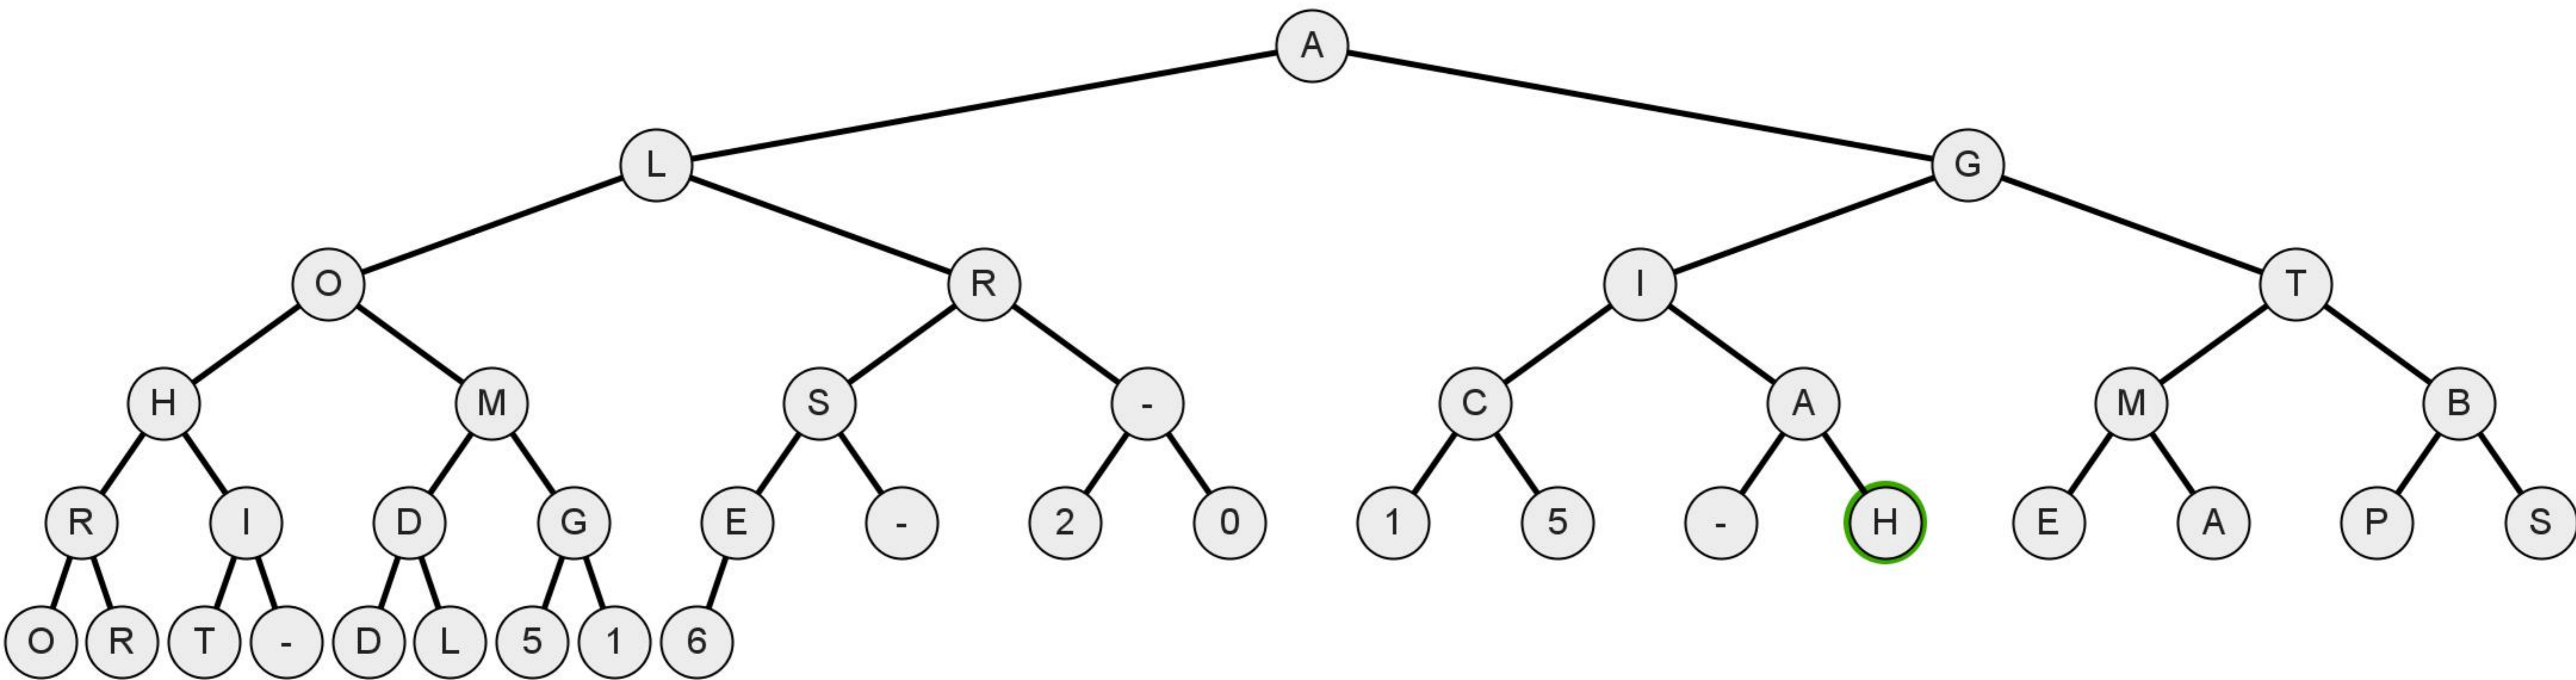 A
L G
O R I T
H M S - C A M B
R I D G E - 2 0 1 5 - H E A P S
O R T - D L 5 1 6